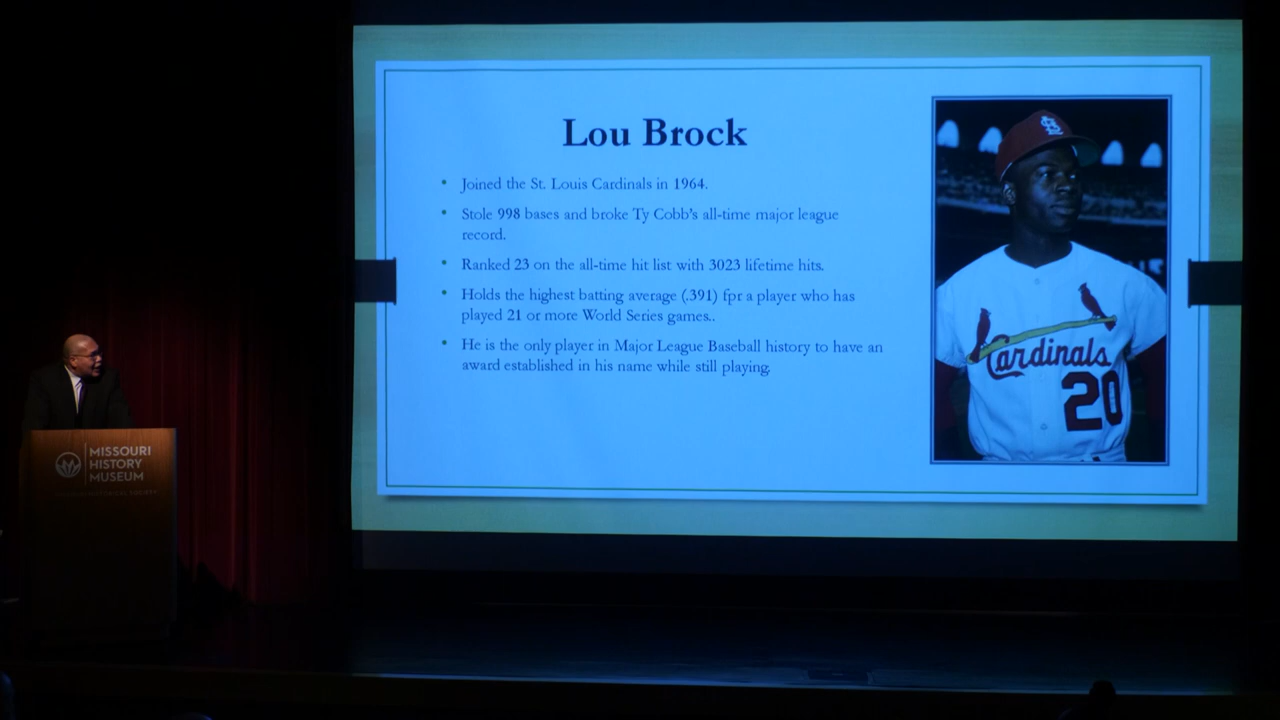 Lou Brock
• Joined the St. Louis Cardinals in 1964.
• Stole 998 bases and broke Ty Cobb's all-time major league
record.
• Ranked 23 on the all-time hit list with 3023 lifetime hits.
• Holds the highest batting average (.391) fpr a player who has
played 21 or more World Series games..
• He is the only player in Major League Baseball history to have an
award established in his name while still playing.
StL
Cardinals
20
MISSOURI
HISTORY
MUSEUM